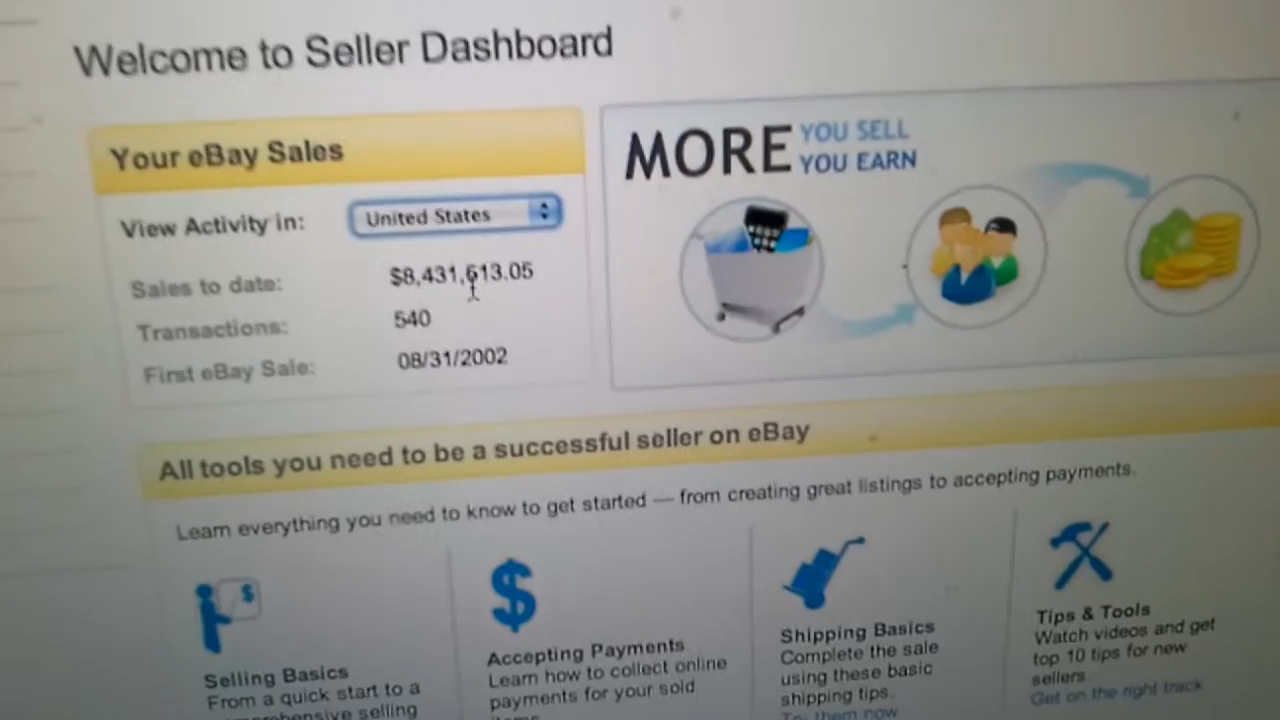 Welcome to Seller Dashboard
Your eBay Sales
View Activity in: United States
Sales to date: $8,431,613.05
Transactions: 540
First eBay Sale: 08/31/2002
MORE YOU SELL
YOU EARN
All tools you need to be a successful seller on eBay
Learn everything you need to know to get started — from creating great listings to accepting payments.
$
$
Selling Basics
From a quick start to a
selling
Accepting Payments
Learn how to collect online
payments for your sold
Shipping Basics
Complete the sale
using these basic
shipping tips.
Try them now
Tips & Tools
Watch videos and get
top 10 tips for new
sellers.
Get on the right track